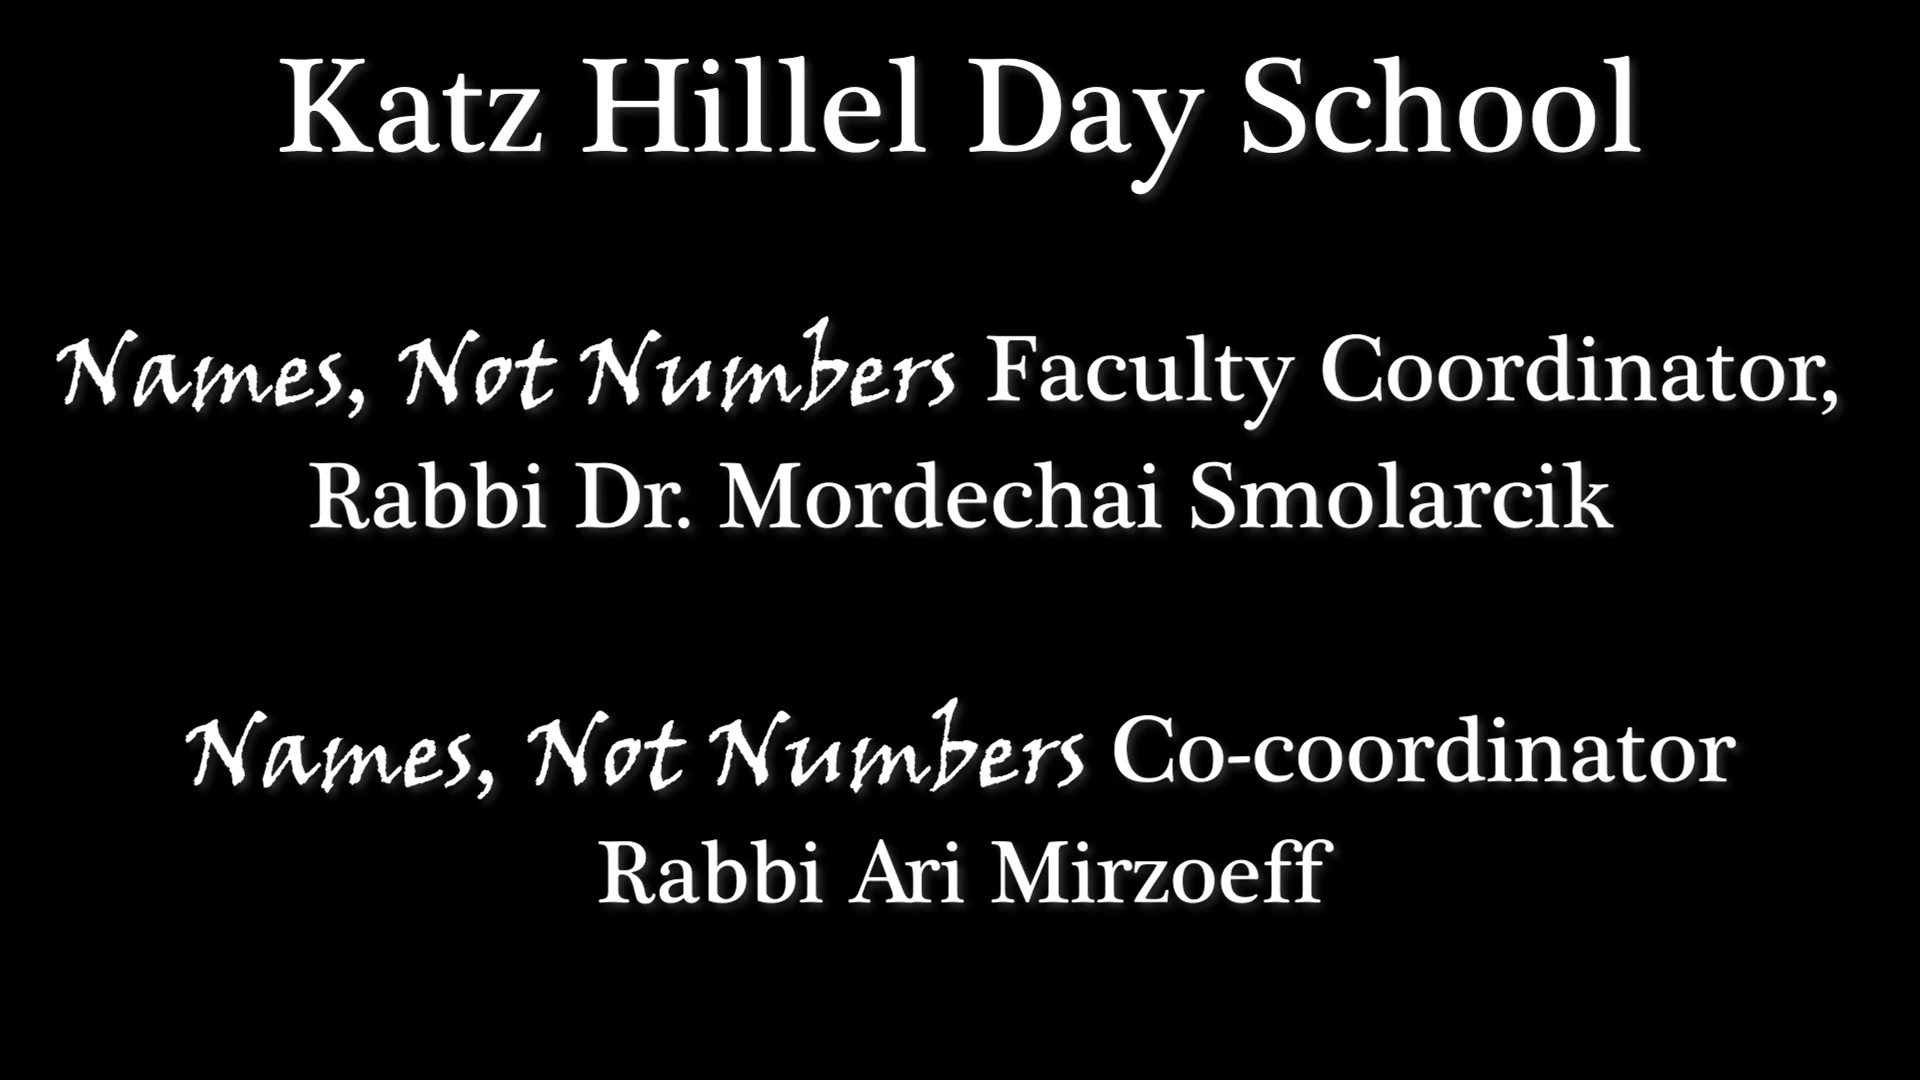 Katz Hillel Day School
Names, Not Numbers Faculty Coordinator,
Rabbi Dr. Mordechai Smolarcik
Names, Not Numbers Co-coordinator
Rabbi Ari Mirzoeff